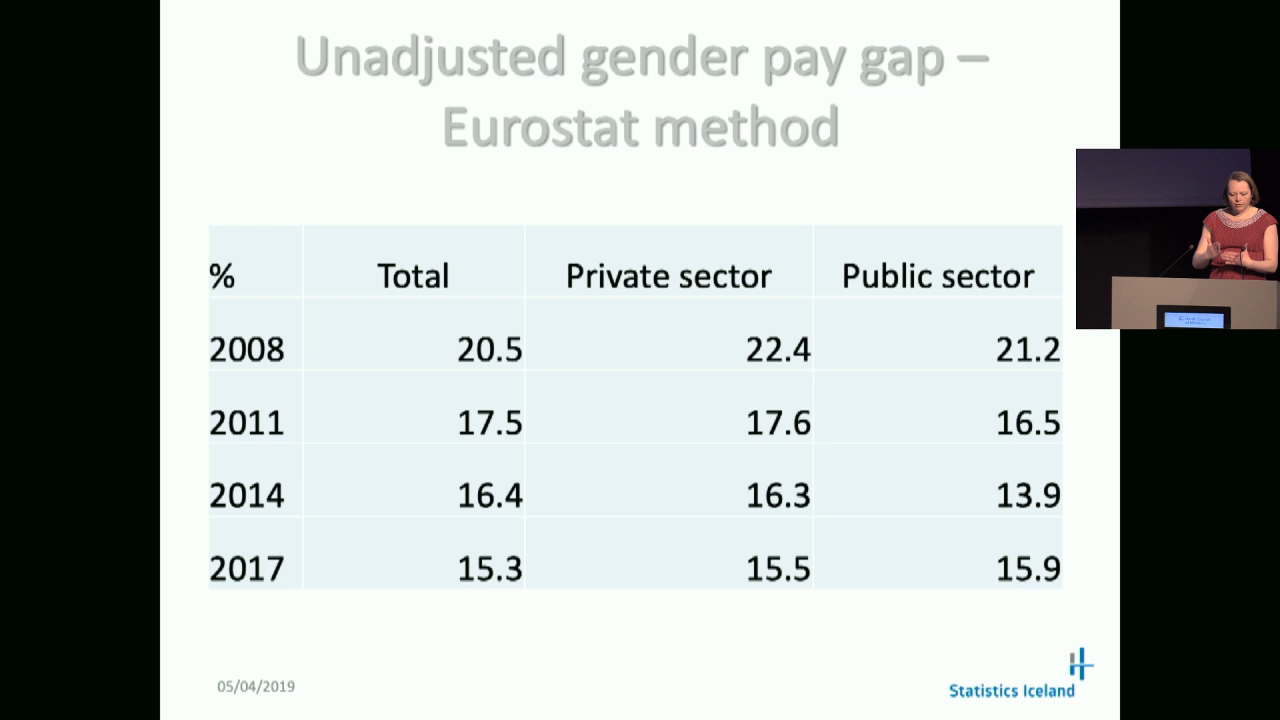 Unadjusted gender pay gap –
Eurostat method
% Total Private sector Public sector
2008 20.5 22.4 21.2
2011 17.5 17.6 16.5
2014 16.4 16.3 13.9
2017 15.3 15.5 15.9
05/04/2019
Statistics Iceland